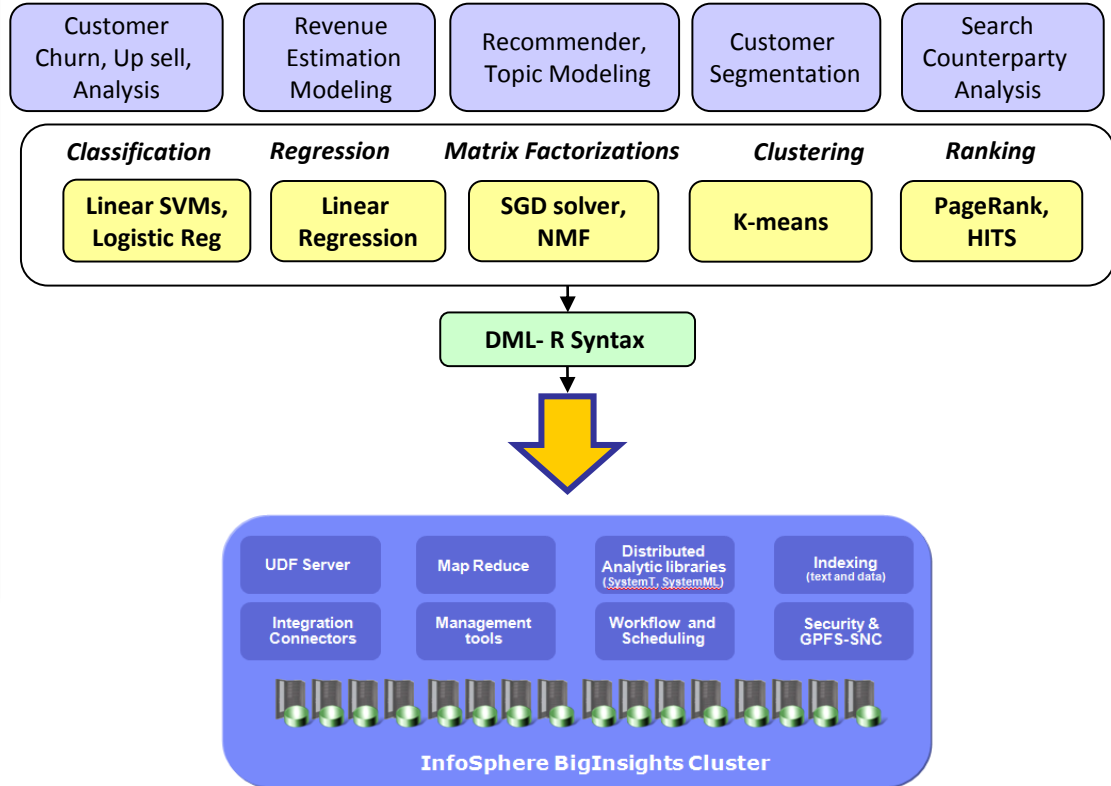 Customer
Churn, Up sell,
Analysis
Revenue
Estimation
Modeling
Recommender,
Topic Modeling
Customer
Segmentation
Search
Counterparty
Analysis
Classification
Regression
Matrix Factorizations
Clustering
Ranking
Linear SVMs,
Logistic Reg
Linear
Regression
SGD solver,
NMF
K-means
PageRank,
HITS
DML- R Syntax
UDF Server
Map Reduce
Distributed
Analytic libraries
(SystemT, SystemML)
Indexing
(text and data)
Integration
Connectors
Management
tools
Workflow and
Scheduling
Security &
GPFS-SNC
InfoSphere BigInsights Cluster